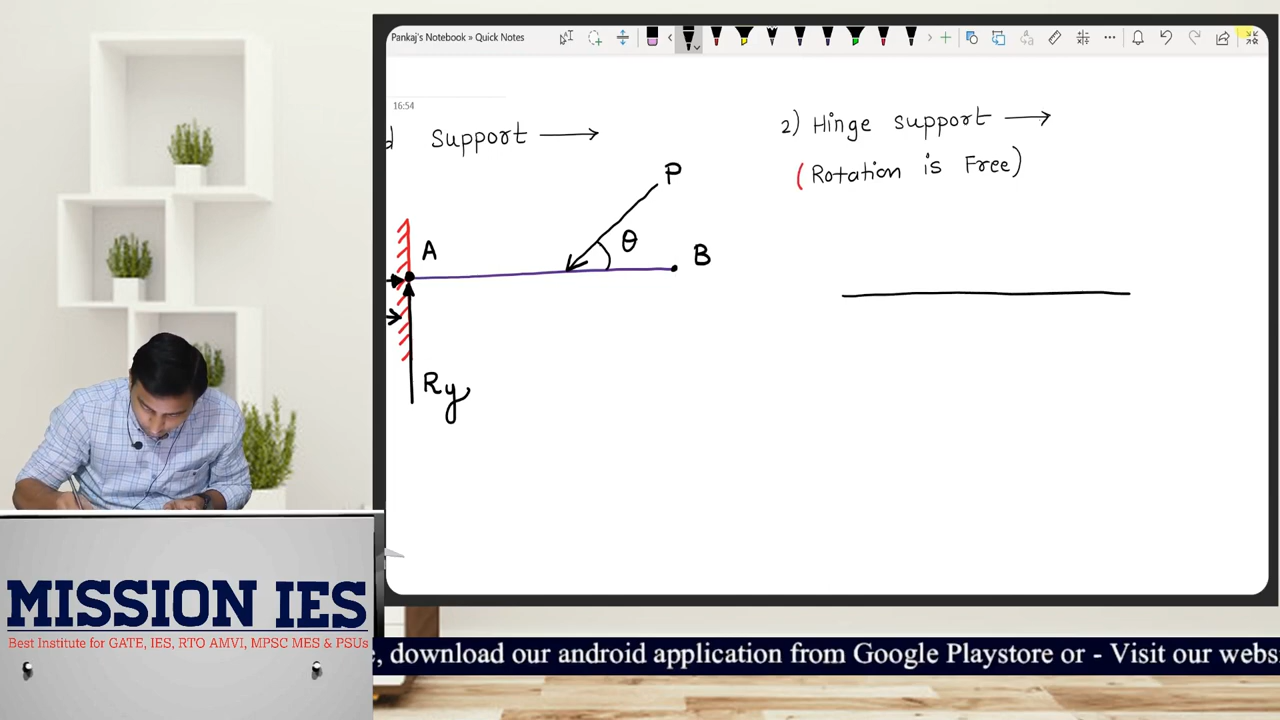 Pankaj's Notebook » Quick Notes
16:54
d Support
2) Hinge support
(Rotation is Free)
P
θ
A
B
Ry
MISSION IES
Best Institute for GATE, IES, RTO AMVI, MPSC MES & PSUs
, download our android application from Google Playstore or - Visit our webs